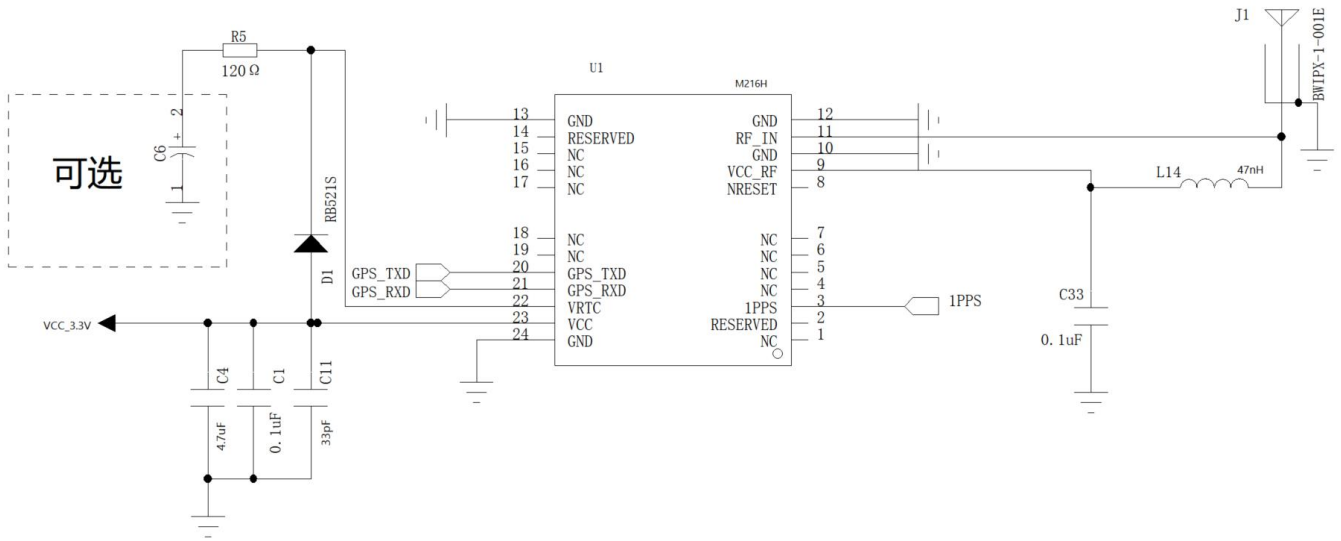 R5
120Ω
可选
2
+
C6
1
RB521S
D1
VCC_3.3V
C4
4.7uF
C1
0.1uF
C11
33pF
GPS_TXD
GPS_RXD
U1
M216H
13 GND
14 RESERVED
15 NC
16 NC
17 NC
18 NC
19 NC
20 GPS_TXD
21 GPS_RXD
22 VRTC
23 VCC
24 GND
GND 12
RF_IN 11
GND 10
VCC_RF 9
NRESET 8
NC 7
NC 6
NC 5
NC 4
1PPS 3
RESERVED 2
NC 1
1PPS
J1
BWIPX-1-001E
L14
47nH
C33
0.1uF